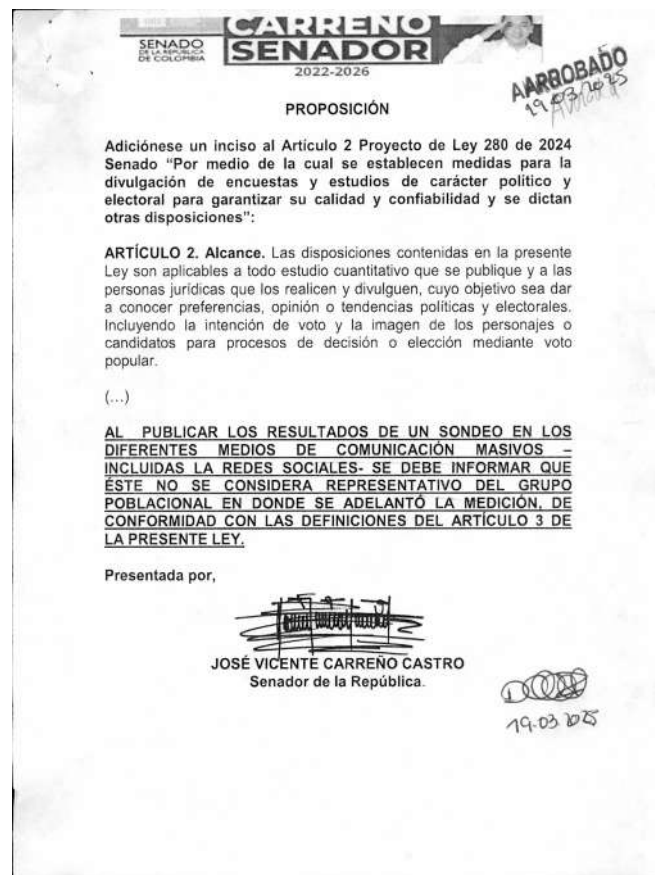 SENADO
DE LA REPÚBLICA
DE COLOMBIA
CARREÑO
SENADOR
2022-2026
AARROBADO
19.03.2025
PROPOSICIÓN
Adiciónese un inciso al Artículo 2 Proyecto de Ley 280 de 2024
Senado “Por medio de la cual se establecen medidas para la
divulgación de encuestas y estudios de carácter político y
electoral para garantizar su calidad y confiabilidad y se dictan
otras disposiciones”:
ARTÍCULO 2. Alcance. Las disposiciones contenidas en la presente
Ley son aplicables a todo estudio cuantitativo que se publique y a las
personas jurídicas que los realicen y divulguen, cuyo objetivo sea dar
a conocer preferencias, opinión o tendencias políticas y electorales.
Incluyendo la intención de voto y la imagen de los personajes o
candidatos para procesos de decisión o elección mediante voto
popular.
(...)
AL PUBLICAR LOS RESULTADOS DE UN SONDEO EN LOS
DIFERENTES MEDIOS DE COMUNICACIÓN MASIVOS –
INCLUIDAS LA REDES SOCIALES- SE DEBE INFORMAR QUE
ÉSTE NO SE CONSIDERA REPRESENTATIVO DEL GRUPO
POBLACIONAL EN DONDE SE ADELANTÓ LA MEDICIÓN, DE
CONFORMIDAD CON LAS DEFINICIONES DEL ARTÍCULO 3 DE
LA PRESENTE LEY.
Presentada por,
JOSÉ VICENTE CARREÑO CASTRO
Senador de la República.
19-03-2025